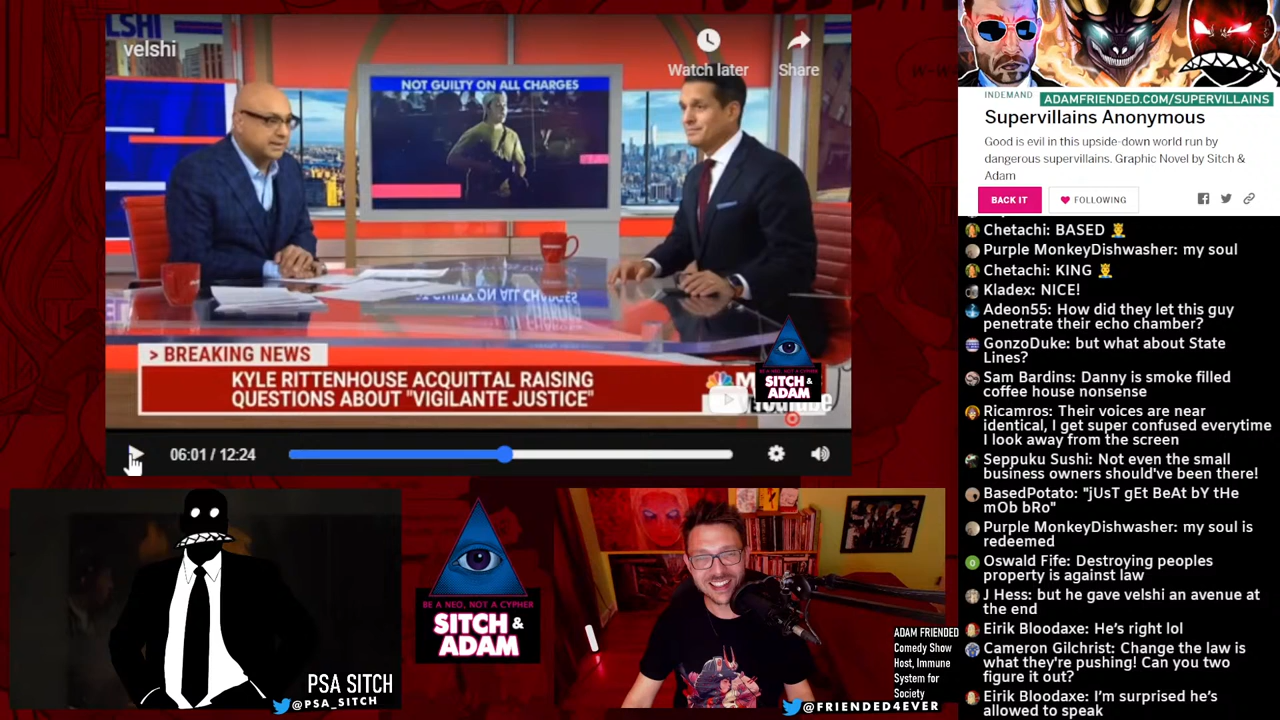 velshi
Watch later
Share
NOT GUILTY ON ALL CHARGES
> BREAKING NEWS
KYLE RITTENHOUSE ACQUITTAL RAISING
QUESTIONS ABOUT "VIGILANTE JUSTICE"
BE A NEO, NOT A CYPHER
SITCH &
ADAM
06:01 / 12:24
PSA SITCH
@PSA_SITCH
BE A NEO, NOT A CYPHER
SITCH &
ADAM
ADAM FRIENDED
Comedy Show
Host, Immune
System for
Society
@FRIENDED4EVER
INDEMAND
ADAMFRIENDED.COM/SUPERVILLAINS
Supervillains Anonymous
Good is evil in this upside-down world run by
dangerous supervillains. Graphic Novel by Sitch &
Adam
BACK IT
FOLLOWING
Chetachi: BASED
Purple MonkeyDishwasher: my soul
Chetachi: KING
Kladex: NICE!
Adeon55: How did they let this guy
penetrate their echo chamber?
GonzoDuke: but what about State
Lines?
Sam Bardins: Danny is smoke filled
coffee house nonsense
Ricamros: Their voices are near
identical, I get super confused everytime
I look away from the screen
Seppuku Sushi: Not even the small
business owners should've been there!
BasedPotato: "jUsT gEt BeAt bY tHe
mOb bRo"
Purple MonkeyDishwasher: my soul is
redeemed
Oswald Fife: Destroying peoples
property is against law
J Hess: but he gave velshi an avenue at
the end
Eirik Bloodaxe: He's right lol
Cameron Gilchrist: Change the law is
what they're pushing! Can you two
figure it out?
Eirik Bloodaxe: I'm surprised he's
allowed to speak